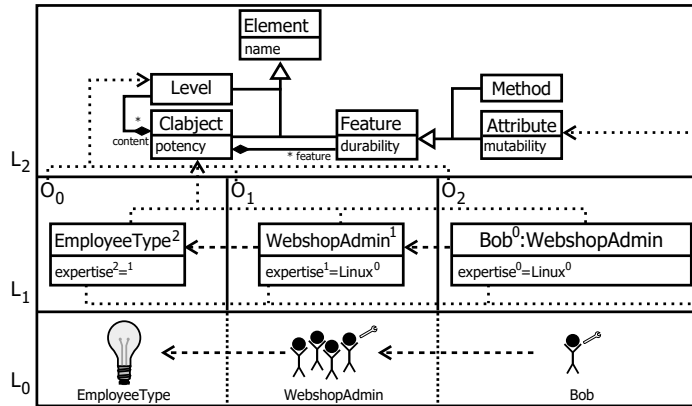 Element
name
Level
Method
Clabject
Feature
Attribute
*
content
potency
* feature
durability
mutability
L2
O0
O1
O2
EmployeeType2
WebshopAdmin1
Bob0:WebshopAdmin
expertise2=1
expertise1=Linux0
expertise0=Linux0
L1
L0
EmployeeType
WebshopAdmin
Bob